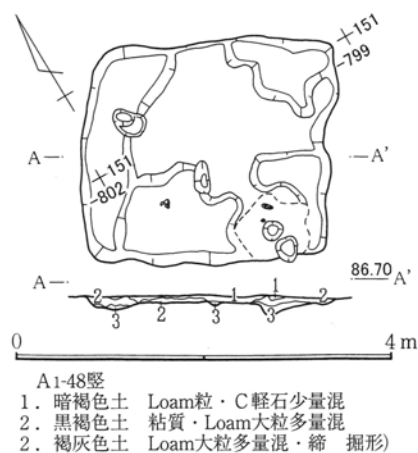 +151
-799
A—
—A'
+151
-802
A—
86.70
A'
2 3 2 3 1 1 3 2
0
4 m
A1-48竪
1．暗褐色土 Loam粒・C軽石少量混
2．黒褐色土 粘質・Loam大粒多量混
2．褐灰色土 Loam大粒多量混・締 掘形)